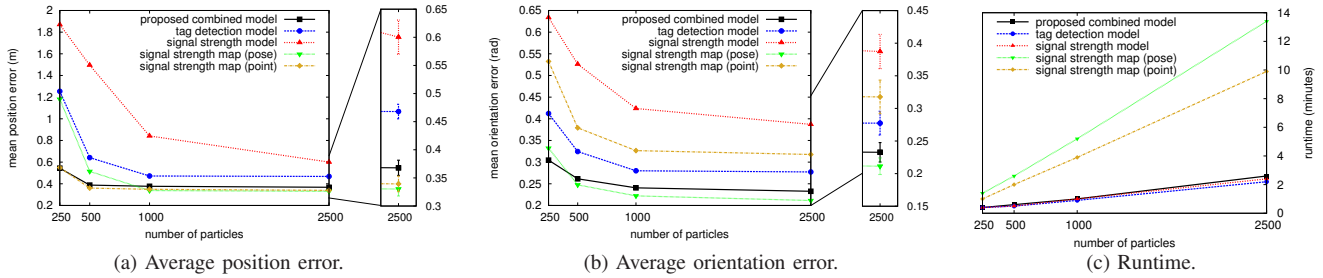 mean position error (m)
2
1.8
1.6
1.4
1.2
1
0.8
0.6
0.4
0.2
proposed combined model
tag detection model
signal strength model
signal strength map (pose)
signal strength map (point)
250 500 1000 2500
number of particles
0.65
0.6
0.55
0.5
0.45
0.4
0.35
0.3
2500
(a) Average position error.
mean orientation error (rad)
0.65
0.6
0.55
0.5
0.45
0.4
0.35
0.3
0.25
0.2
proposed combined model
tag detection model
signal strength model
signal strength map (pose)
signal strength map (point)
250 500 1000 2500
number of particles
0.45
0.4
0.35
0.3
0.25
0.2
0.15
2500
(b) Average orientation error.
proposed combined model
tag detection model
signal strength model
signal strength map (pose)
signal strength map (point)
14
12
10
8
6
4
2
0
runtime (minutes)
250 500 1000 2500
number of particles
(c) Runtime.